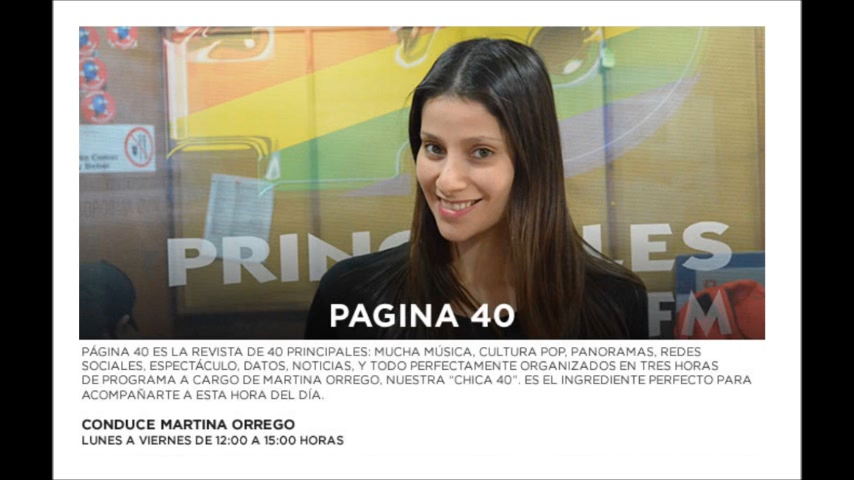 PRINCIPALES
FM
PAGINA 40
PÁGINA 40 ES LA REVISTA DE 40 PRINCIPALES: MUCHA MÚSICA, CULTURA POP, PANORAMAS, REDES
SOCIALES, ESPECTÁCULO, DATOS, NOTICIAS, Y TODO PERFECTAMENTE ORGANIZADOS EN TRES HORAS
DE PROGRAMA A CARGO DE MARTINA ORREGO, NUESTRA “CHICA 40”. ES EL INGREDIENTE PERFECTO PARA
ACOMPAÑARTE A ESTA HORA DEL DÍA.
CONDUCE MARTINA ORREGO
LUNES A VIERNES DE 12:00 A 15:00 HORAS